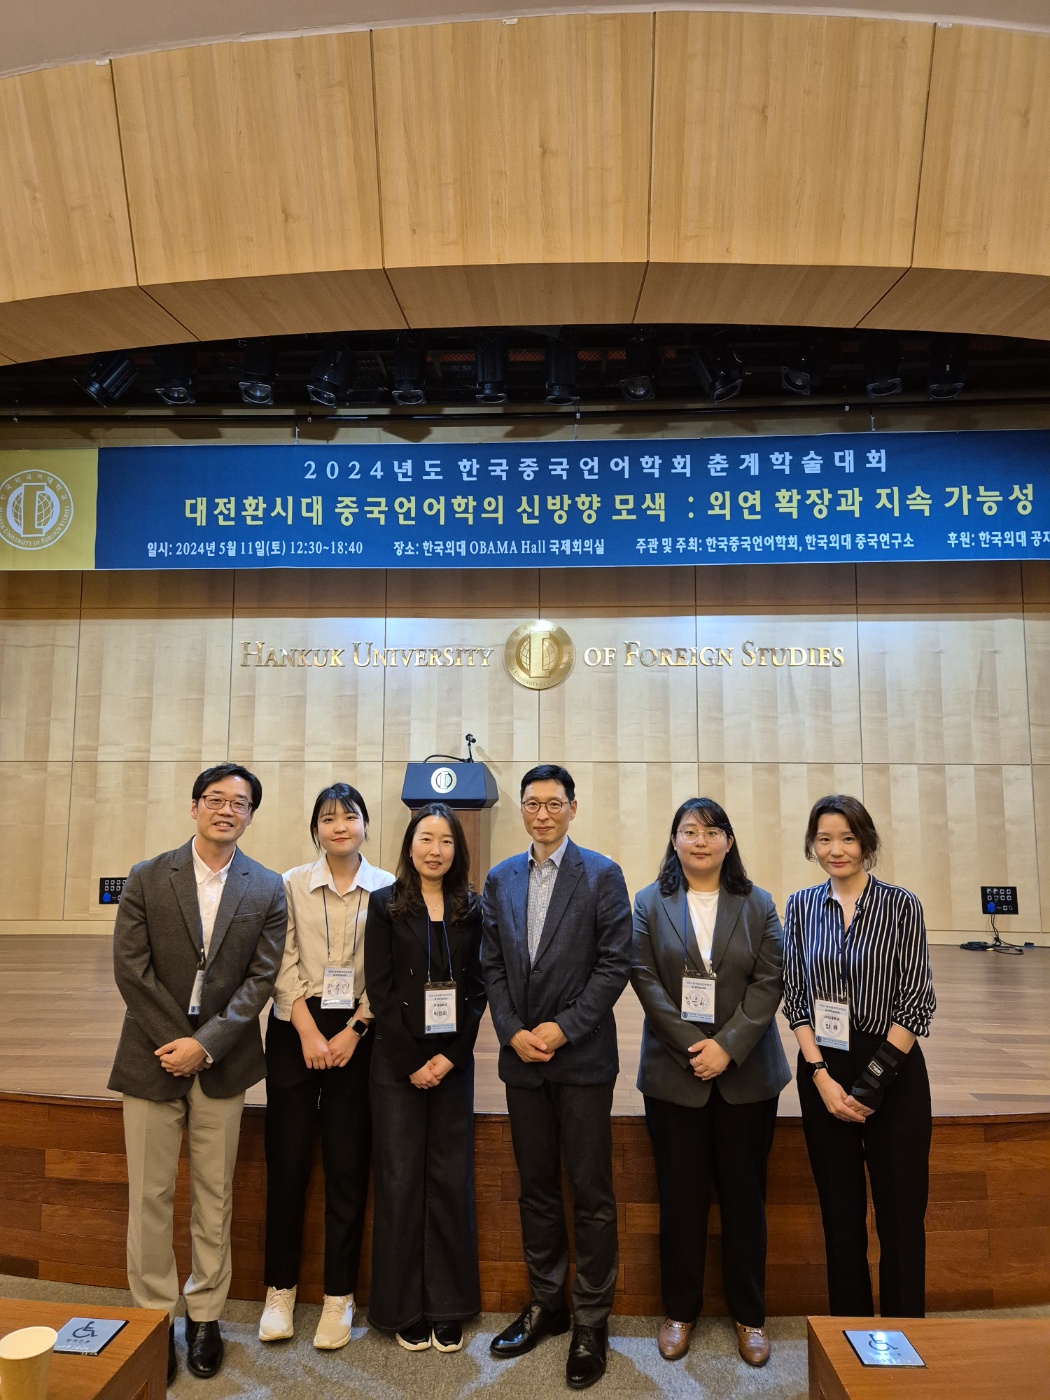 2024년도 한국중국언어학회 춘계학술대회
대전환시대 중국언어학의 신방향 모색 : 외연 확장과 지속 가능성
일시: 2024년 5월 11일(토) 12:30~18:40 장소: 한국외대 OBAMA Hall 국제회의실 주관 및 주최: 한국중국언어학회, 한국외대 중국연구소 후원: 한국외대
HANKUK UNIVERSITY OF FOREIGN STUDIES